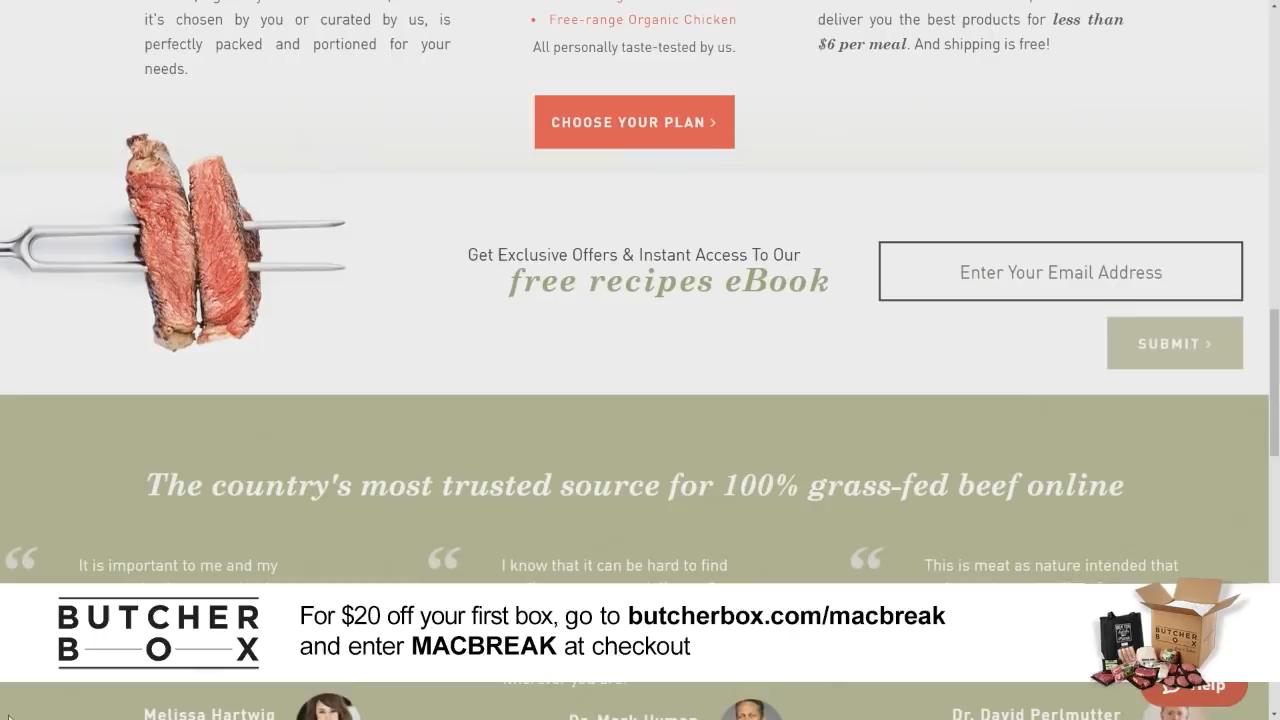 it's chosen by you or curated by us, is
perfectly packed and portioned for your
needs.
• Free-range Organic Chicken
All personally taste-tested by us.
deliver you the best products for less than
$6 per meal. And shipping is free!
CHOOSE YOUR PLAN ›
Get Exclusive Offers & Instant Access To Our
free recipes eBook
Enter Your Email Address
SUBMIT ›
The country's most trusted source for 100% grass-fed beef online
“ It is important to me and my
“ I know that it can be hard to find
“ This is meat as nature intended that
BUTCHER
BOX
For $20 off your first box, go to butcherbox.com/macbreak
and enter MACBREAK at checkout
BUTCHER
BOX
Help
Melissa Hartwig
Dr. Mark Hyman
Dr. David Perlmutter